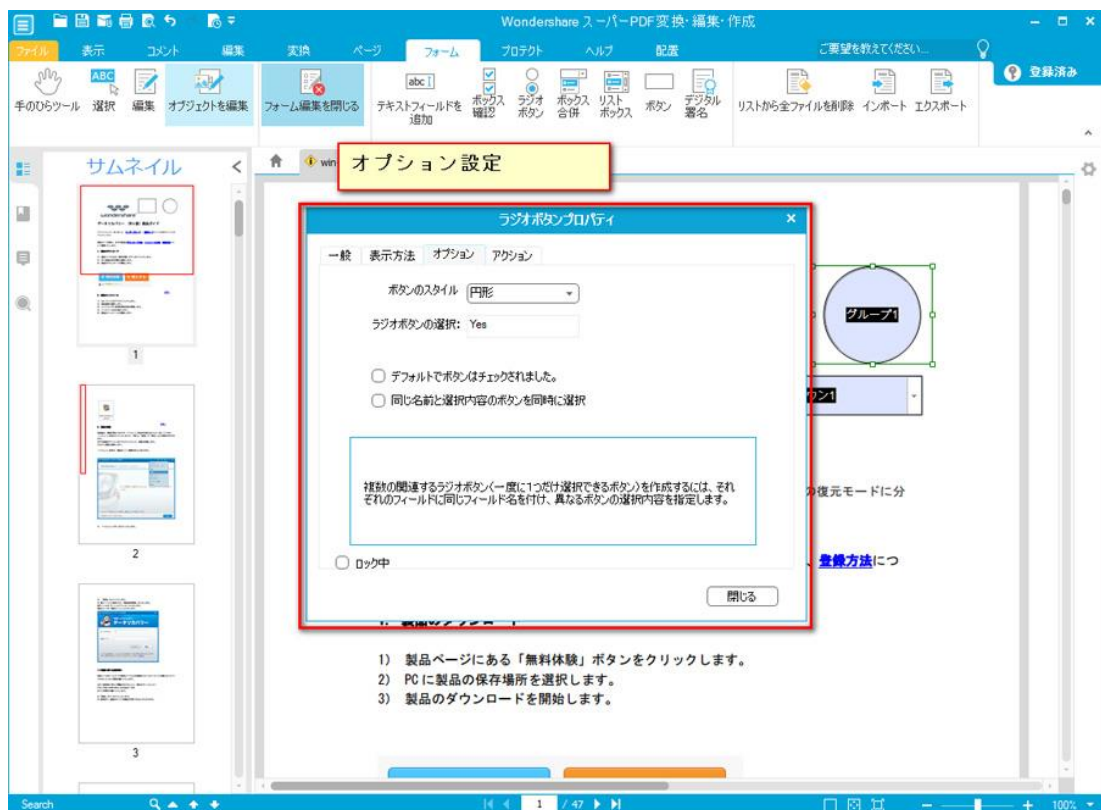 Wondershare スーパーPDF変換・編集・作成
ファイル 表示 コメント 編集 変換 ページ フォーム プロテクト ヘルプ 配置 ご要望を教えてください... 登録済み
手のひらツール 選択 編集 オブジェクトを編集 フォーム編集を閉じる テキストフィールドを追加 ボックス確認 ラジオボタン ボックス合併 リストボックス ボタン デジタル署名 リストから全ファイルを削除 インポート エクスポート
サムネイル
win-
オプション設定
ラジオボタンプロパティ
一般 表示方法 オプション アクション
ボタンのスタイル 円形
ラジオボタンの選択: Yes
デフォルトでボタンはチェックされました。
同じ名前と選択内容のボタンを同時に選択
複数の関連するラジオボタン(一度に1つだけ選択できるボタン)を作成するには、それ
ぞれのフィールドに同じフィールド名を付け、異なるボタンの選択内容を指定します。
ロック中
閉じる
グループ1
ウン1
の復元モードに分
、登録方法につ
1) 製品ページにある「無料体験」ボタンをクリックします。
2) PCに製品の保存場所を選択します。
3) 製品のダウンロードを開始します。
1
2
3
Search
1 / 47
100%